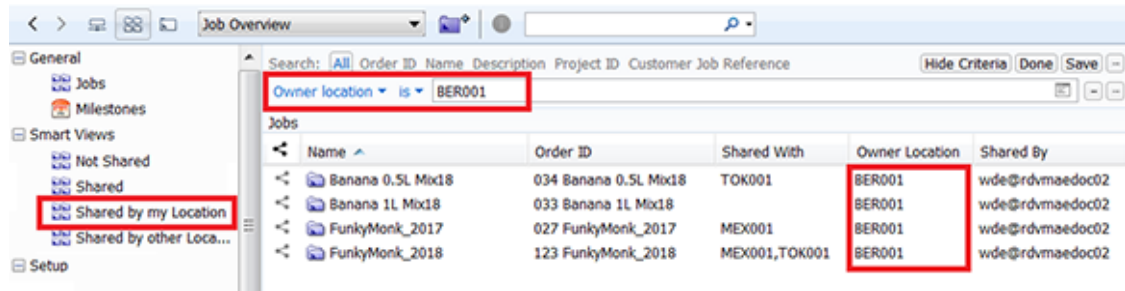 Job Overview
General
Jobs
Milestones
Smart Views
Not Shared
Shared
Shared by my Location
Shared by other Loca...
Setup
Search: All Order ID Name Description Project ID Customer Job Reference Hide Criteria Done Save
Owner location is BER001
Jobs
Name Order ID Shared With Owner Location Shared By
Banana 0.5L Mix18 034 Banana 0.5L Mix18 TOK001 BER001 wde@rdvmaedoc02
Banana 1L Mix18 033 Banana 1L Mix18 BER001 wde@rdvmaedoc02
FunkyMonk_2017 027 FunkyMonk_2017 MEX001 BER001 wde@rdvmaedoc02
FunkyMonk_2018 123 FunkyMonk_2018 MEX001,TOK001 BER001 wde@rdvmaedoc02